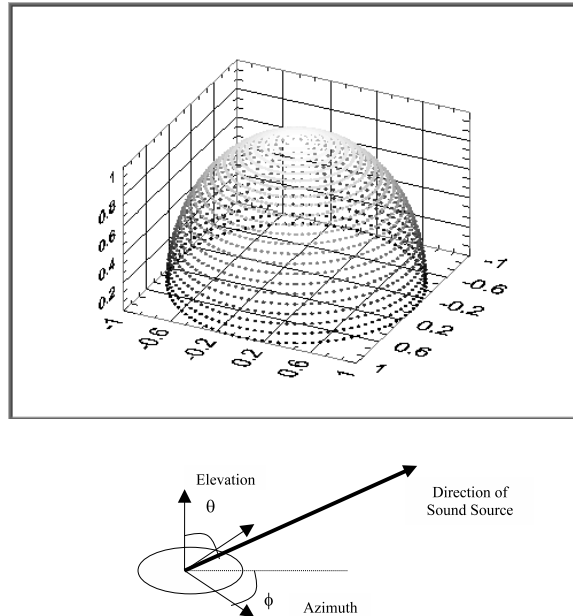 1
0.8
0.6
0.4
0.2
-1
-0.6
-0.2
0.2
0.6
1
-1
-0.6
-0.2
0.2
0.6
1
Elevation
θ
Direction of
Sound Source
ϕ
Azimuth